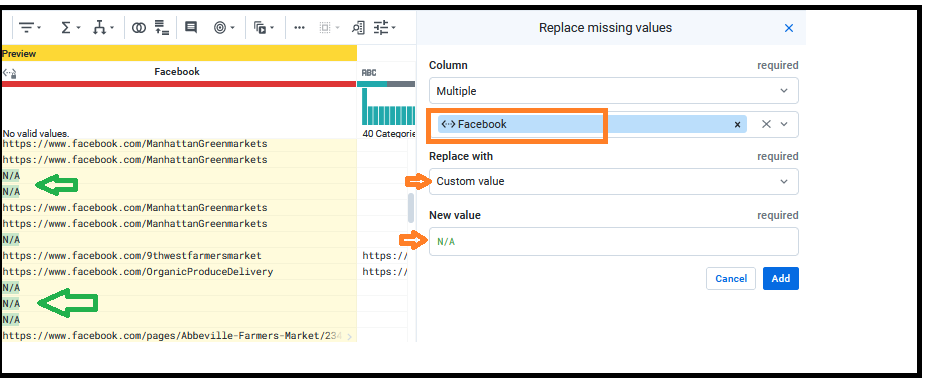 Preview
Facebook
ABC
No valid values.
40 Categorie
https://www.facebook.com/ManhattanGreenmarkets
https://www.facebook.com/ManhattanGreenmarkets
N/A
N/A
https://www.facebook.com/ManhattanGreenmarkets
https://www.facebook.com/ManhattanGreenmarkets
N/A
https://www.facebook.com/9thwestfarmersmarket
https://
https://www.facebook.com/OrganicProduceDelivery
https://
N/A
N/A
N/A
https://www.facebook.com/pages/Abbeville-Farmers-Market/234
Replace missing values
Column required
Multiple
Facebook
Replace with required
Custom value
New value required
N/A
Cancel Add